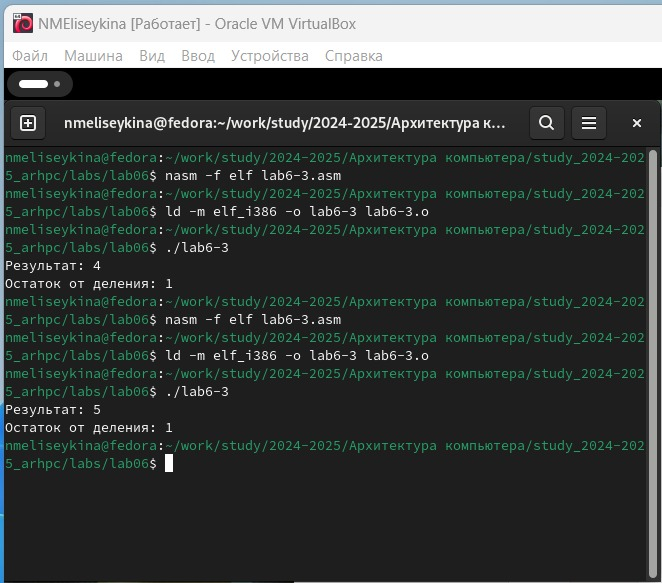 NMEliseykina [Работает] - Oracle VM VirtualBox
Файл Машина Вид Ввод Устройства Справка
nmeliseykina@fedora:~/work/study/2024-2025/Архитектура к...
nmeliseykina@fedora:~/work/study/2024-2025/Архитектура компьютера/study_2024-202
5_arhpc/labs/lab06$ nasm -f elf lab6-3.asm
nmeliseykina@fedora:~/work/study/2024-2025/Архитектура компьютера/study_2024-202
5_arhpc/labs/lab06$ ld -m elf_i386 -o lab6-3 lab6-3.o
nmeliseykina@fedora:~/work/study/2024-2025/Архитектура компьютера/study_2024-202
5_arhpc/labs/lab06$ ./lab6-3
Результат: 4
Остаток от деления: 1
nmeliseykina@fedora:~/work/study/2024-2025/Архитектура компьютера/study_2024-202
5_arhpc/labs/lab06$ nasm -f elf lab6-3.asm
nmeliseykina@fedora:~/work/study/2024-2025/Архитектура компьютера/study_2024-202
5_arhpc/labs/lab06$ ld -m elf_i386 -o lab6-3 lab6-3.o
nmeliseykina@fedora:~/work/study/2024-2025/Архитектура компьютера/study_2024-202
5_arhpc/labs/lab06$ ./lab6-3
Результат: 5
Остаток от деления: 1
nmeliseykina@fedora:~/work/study/2024-2025/Архитектура компьютера/study_2024-202
5_arhpc/labs/lab06$